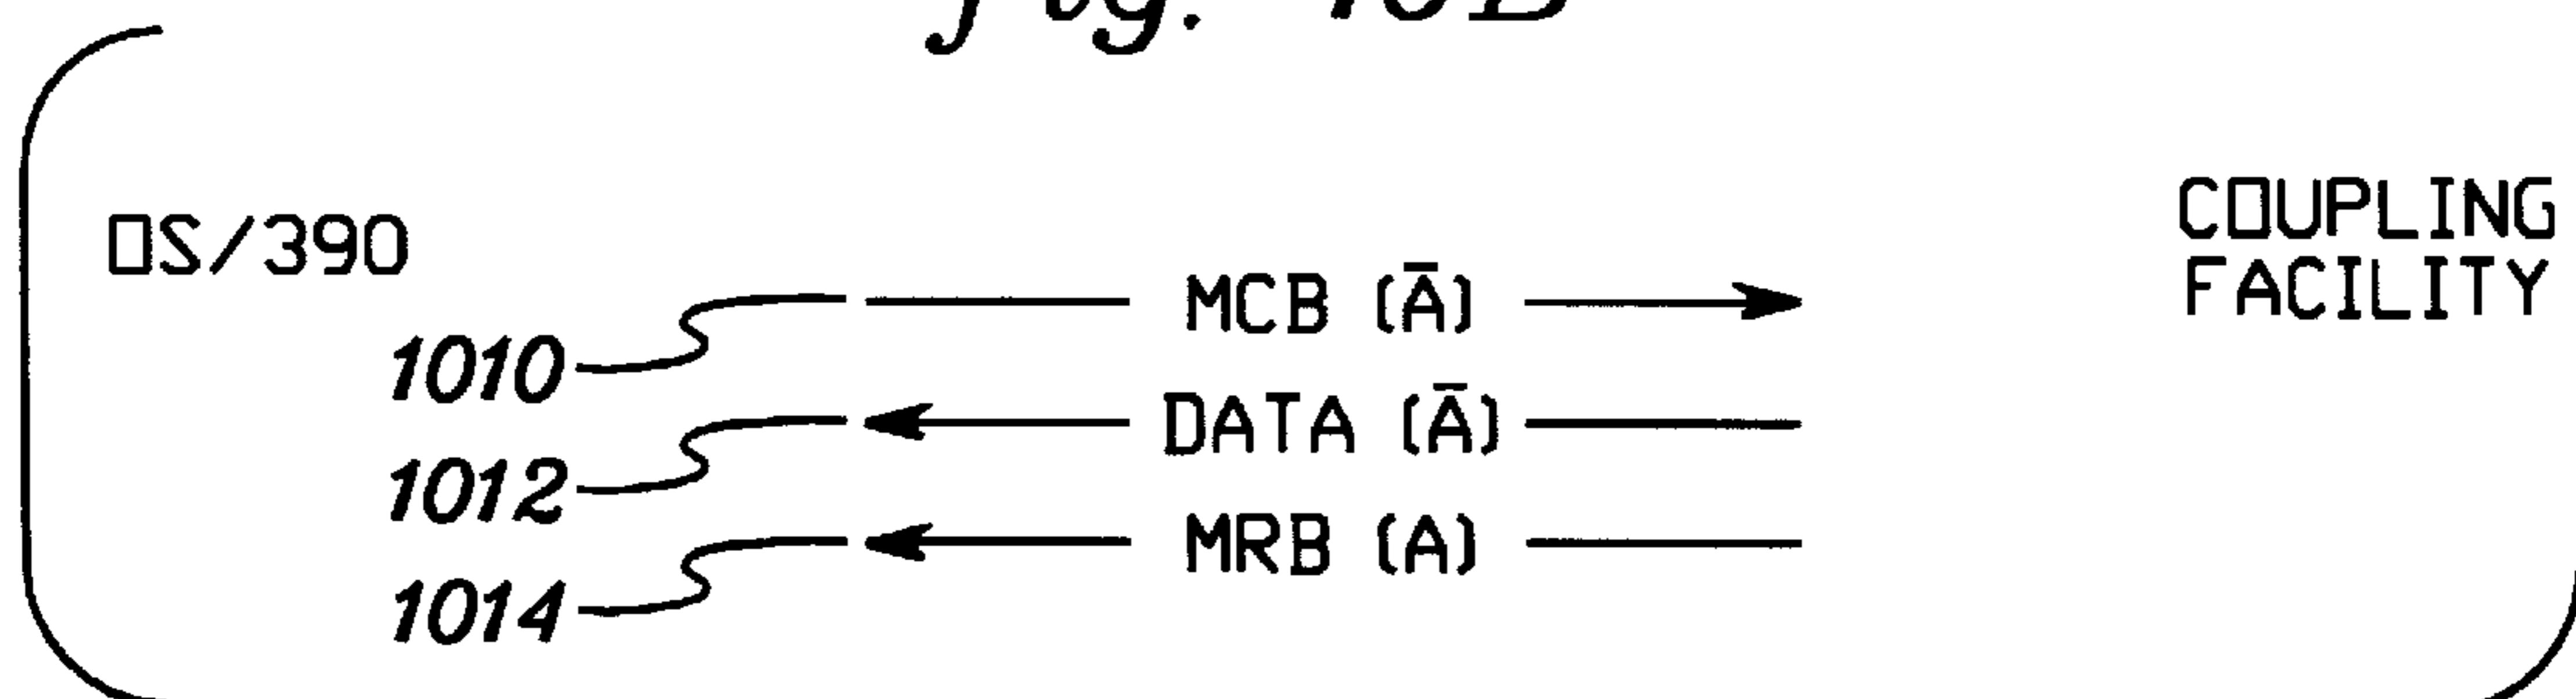 OS/390
COUPLING
FACILITY
MCB (Ā)
1010
DATA (Ā)
1012
MRB (A)
1014